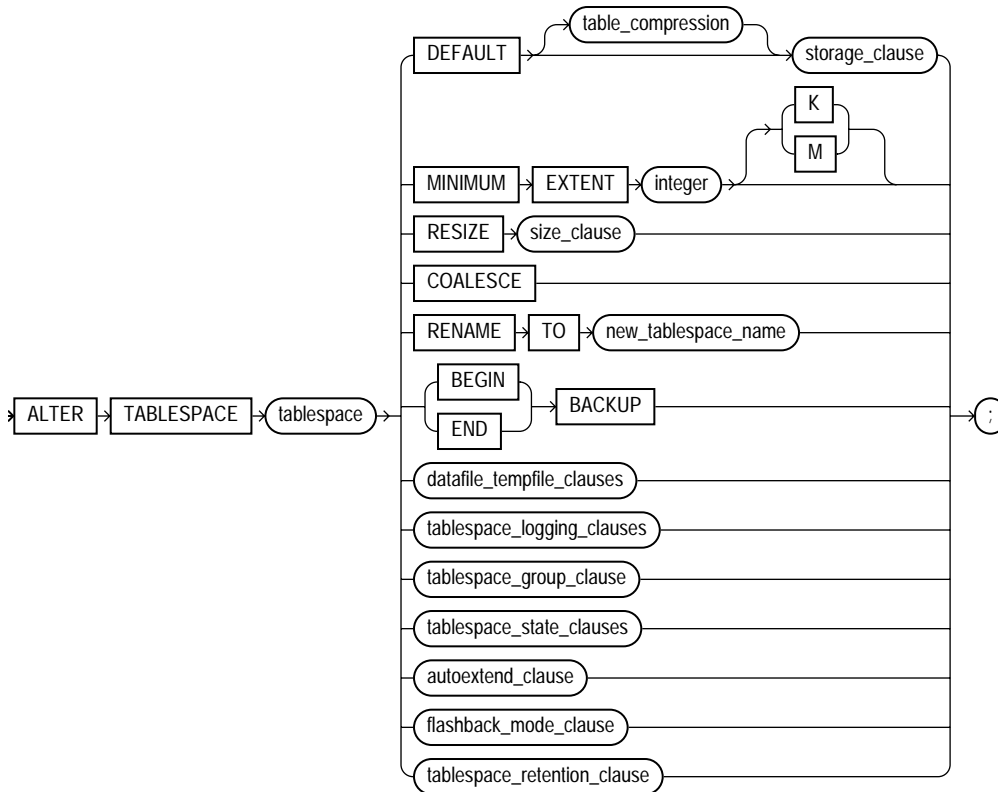 DEFAULT table_compression storage_clause
K
M
MINIMUM EXTENT integer
RESIZE size_clause
COALESCE
RENAME TO new_tablespace_name
ALTER TABLESPACE tablespace
BEGIN
END
BACKUP
;
datafile_tempfile_clauses
tablespace_logging_clauses
tablespace_group_clause
tablespace_state_clauses
autoextend_clause
flashback_mode_clause
tablespace_retention_clause